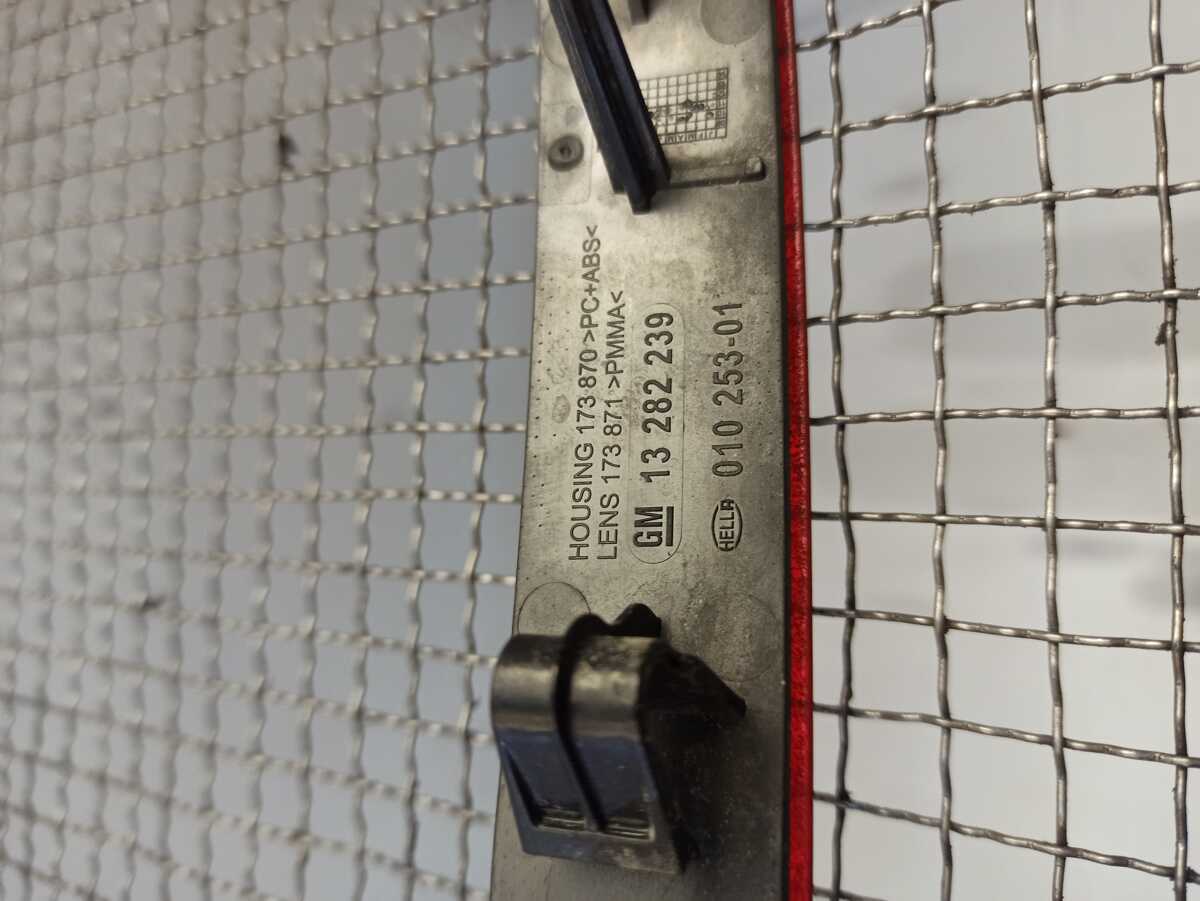 HOUSING 173 870 >PC+ABS<
LENS 173 871 >PMMA<
GM 13 282 239
HELLA 010 253-01